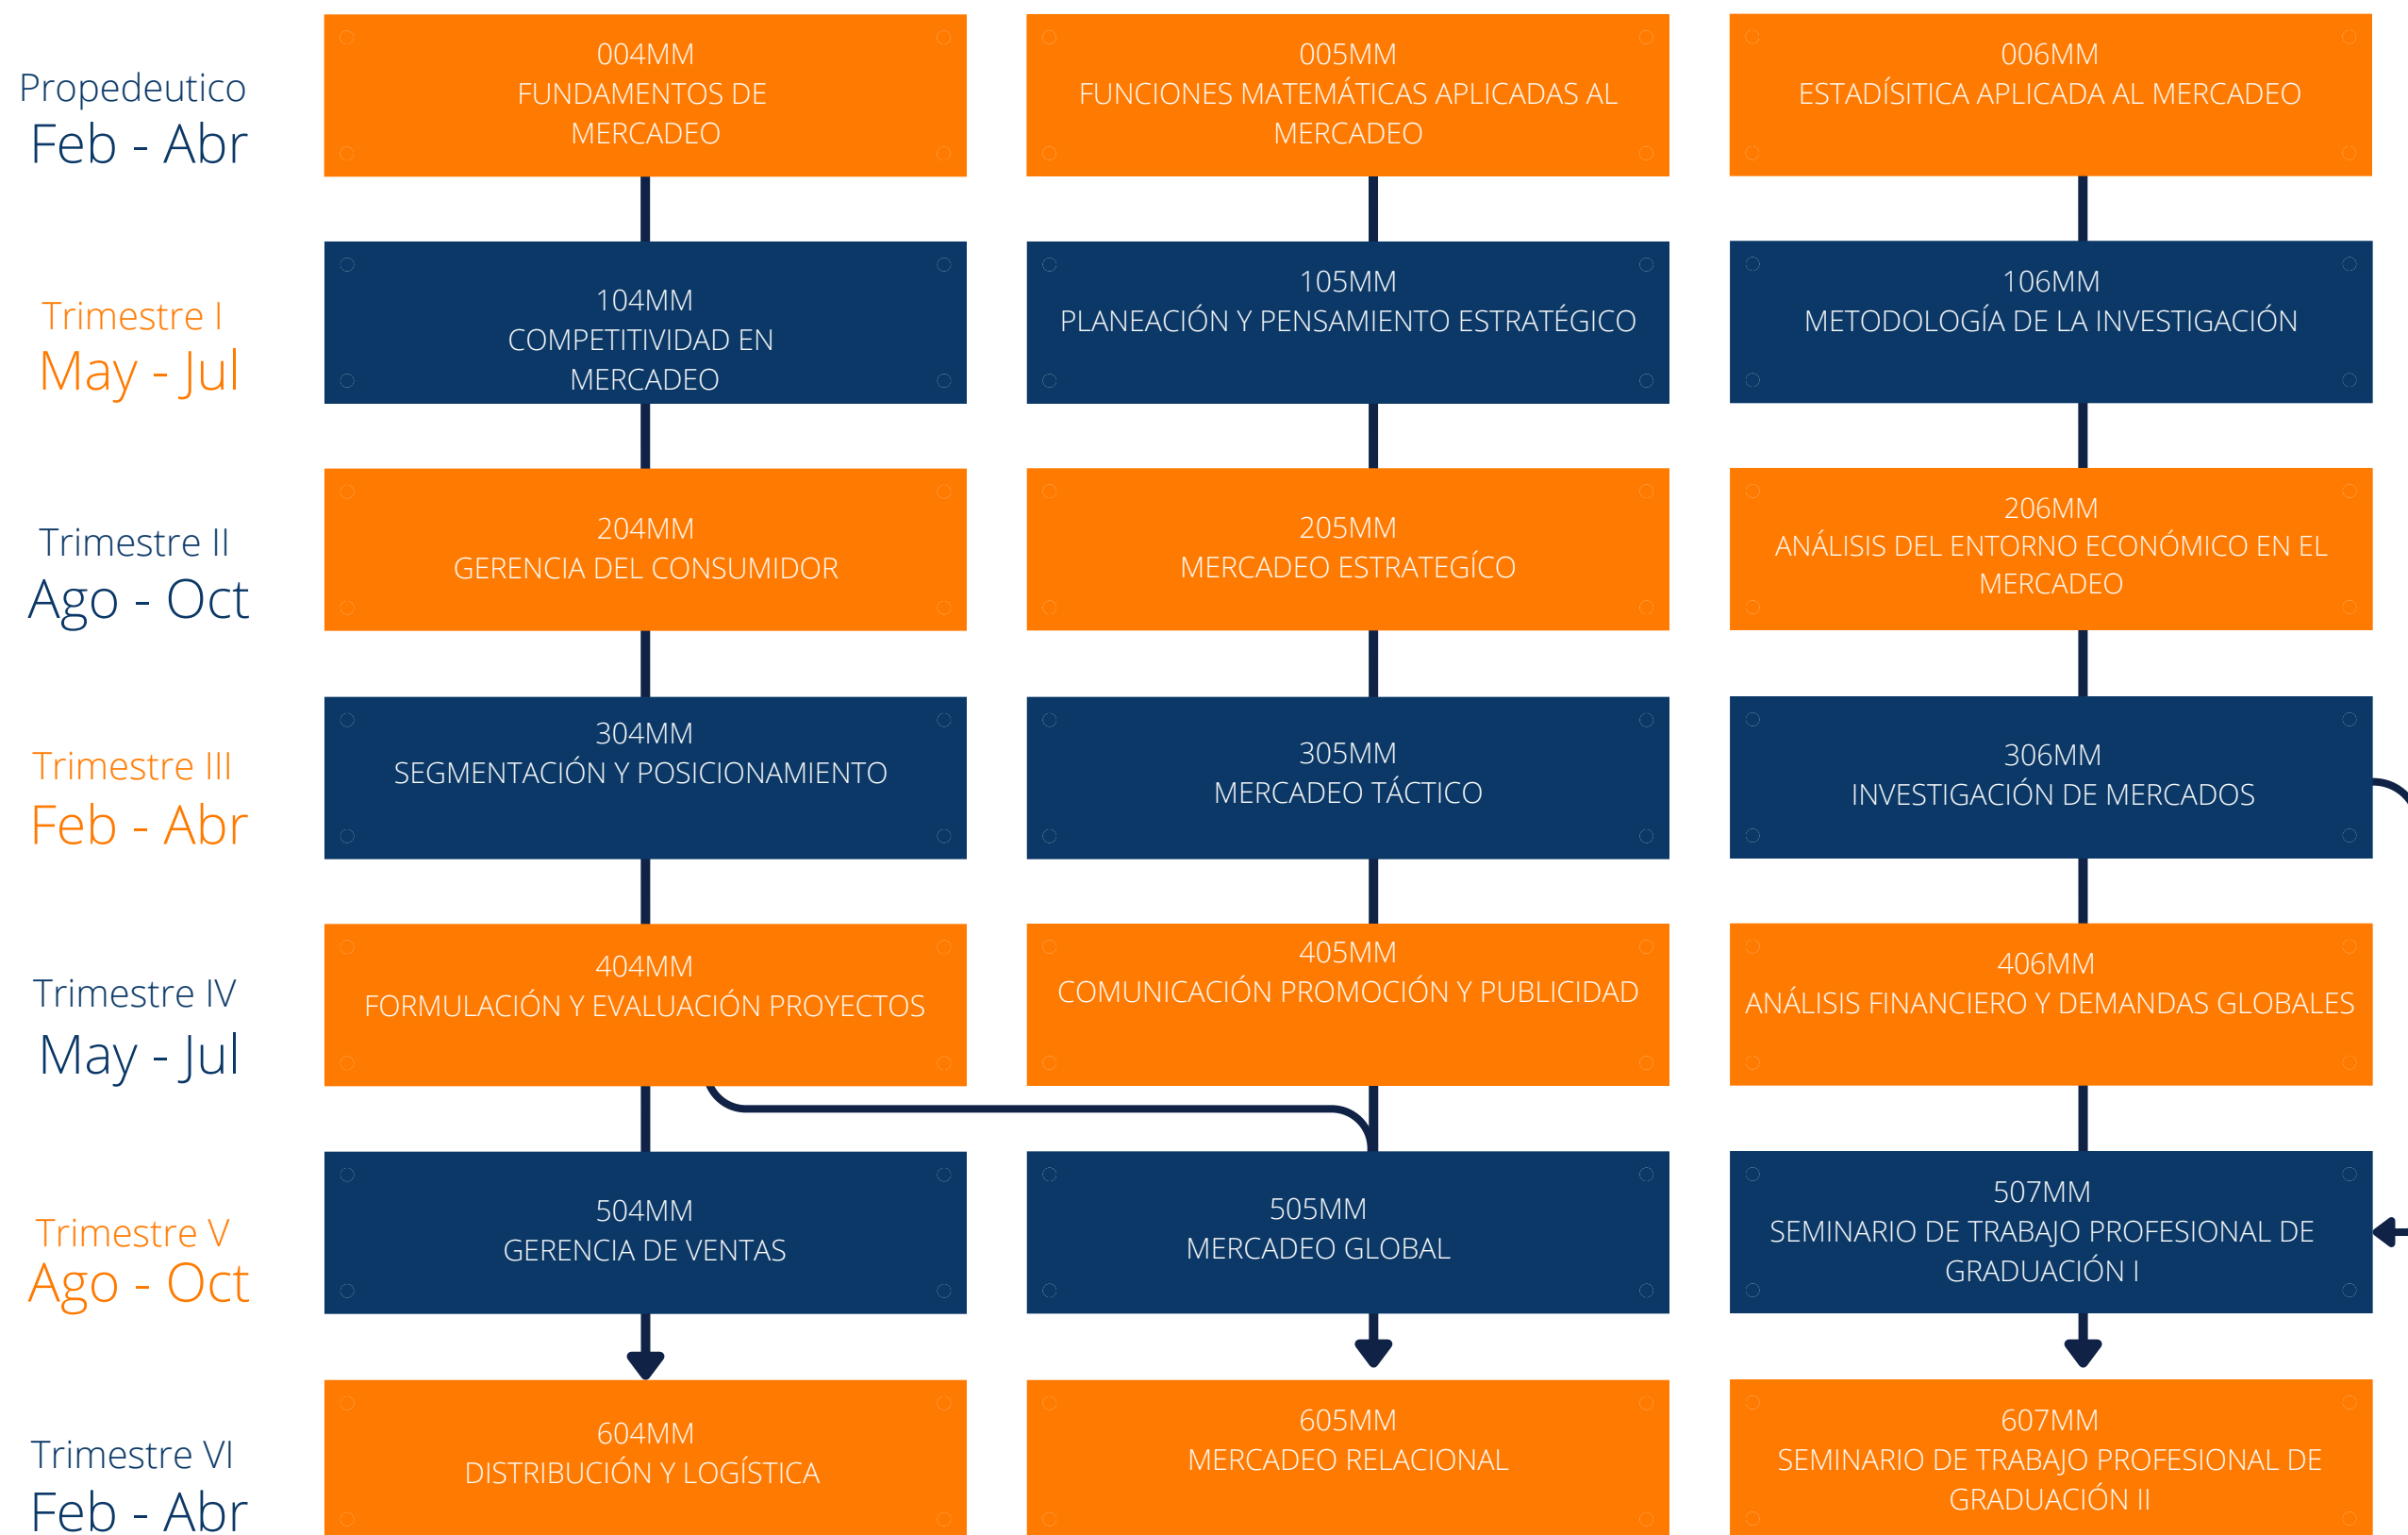 Propedeutico
Feb - Abr
004MM
FUNDAMENTOS DE
MERCADEO
005MM
FUNCIONES MATEMÁTICAS APLICADAS AL
MERCADEO
006MM
ESTADÍSITICA APLICADA AL MERCADEO
Trimestre I
May - Jul
104MM
COMPETITIVIDAD EN
MERCADEO
105MM
PLANEACIÓN Y PENSAMIENTO ESTRATÉGICO
106MM
METODOLOGÍA DE LA INVESTIGACIÓN
Trimestre II
Ago - Oct
204MM
GERENCIA DEL CONSUMIDOR
205MM
MERCADEO ESTRATEGÍCO
206MM
ANÁLISIS DEL ENTORNO ECONÓMICO EN EL
MERCADEO
Trimestre III
Feb - Abr
304MM
SEGMENTACIÓN Y POSICIONAMIENTO
305MM
MERCADEO TÁCTICO
306MM
INVESTIGACIÓN DE MERCADOS
Trimestre IV
May - Jul
404MM
FORMULACIÓN Y EVALUACIÓN PROYECTOS
405MM
COMUNICACIÓN PROMOCIÓN Y PUBLICIDAD
406MM
ANÁLISIS FINANCIERO Y DEMANDAS GLOBALES
Trimestre V
Ago - Oct
504MM
GERENCIA DE VENTAS
505MM
MERCADEO GLOBAL
507MM
SEMINARIO DE TRABAJO PROFESIONAL DE
GRADUACIÓN I
Trimestre VI
Feb - Abr
604MM
DISTRIBUCIÓN Y LOGÍSTICA
605MM
MERCADEO RELACIONAL
607MM
SEMINARIO DE TRABAJO PROFESIONAL DE
GRADUACIÓN II